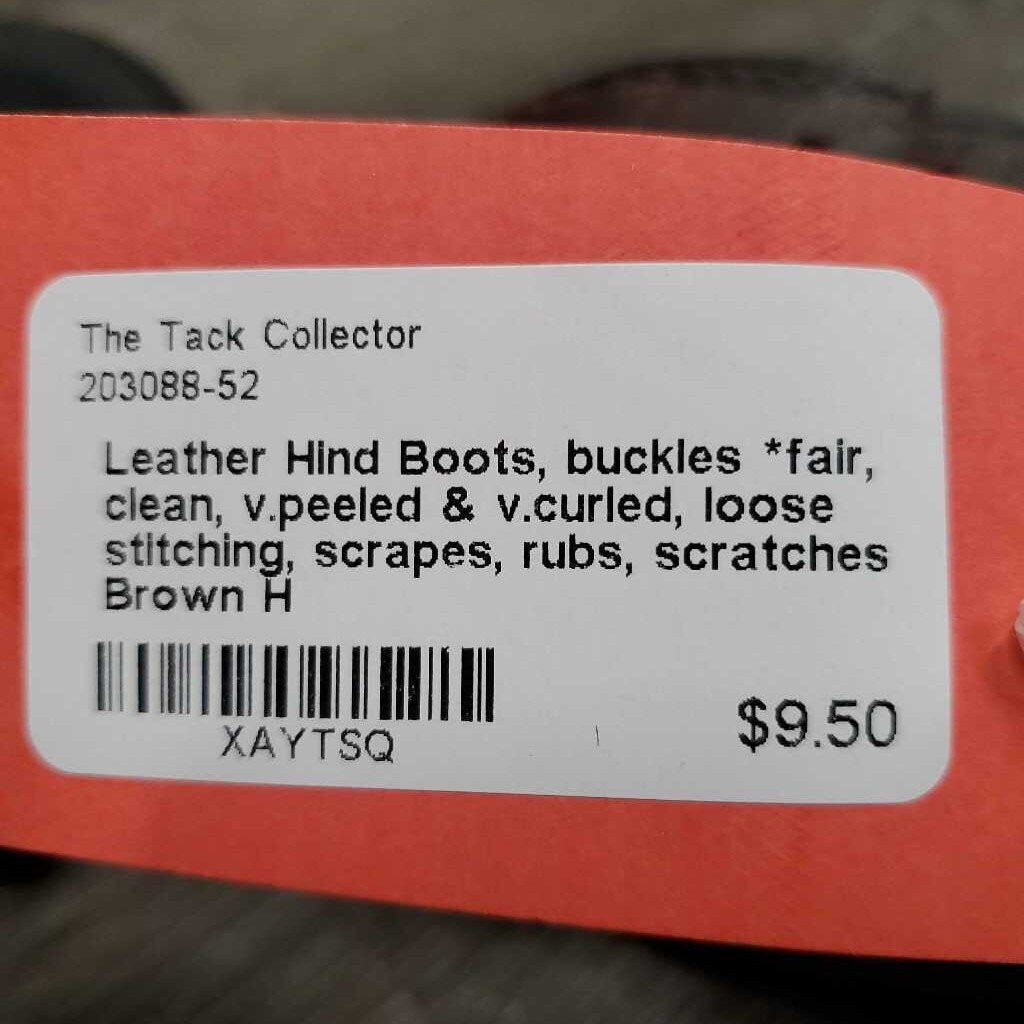 The Tack Collector
203088-52
Leather Hind Boots, buckles *fair,
clean, v.peeled & v.curled, loose
stitching, scrapes, rubs, scratches
Brown H
XAYTSQ
$9.50